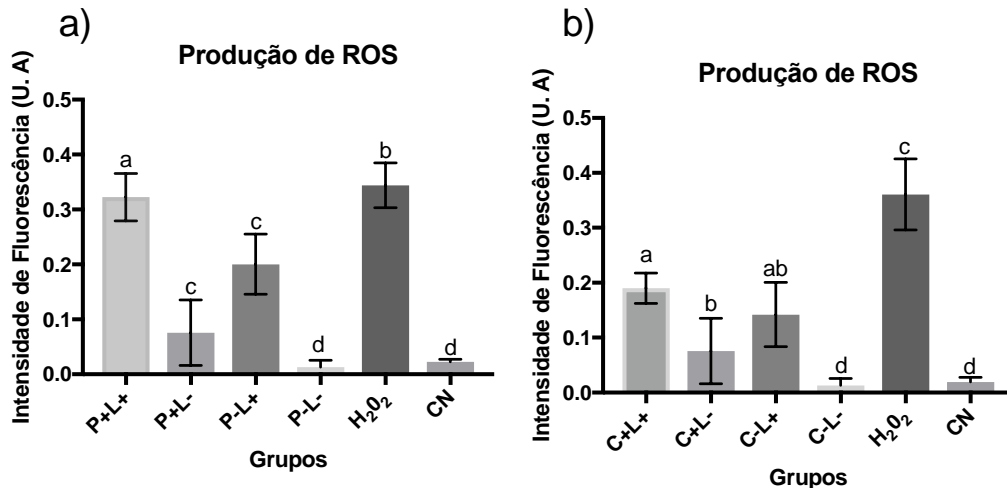 a)
Produção de ROS
Intensidade de Fluorescência (U. A)
0.5
0.4
0.3
0.2
0.1
0.0
a
c
c
d
b
d
P+L+
P+L-
P-L+
P-L-
H₂0₂
CN
Grupos
b)
Produção de ROS
Intensidade de Fluorescência (U. A)
0.5
0.4
0.3
0.2
0.1
0.0
a
b
ab
d
c
d
C+L+
C+L-
C-L+
C-L-
H₂0₂
CN
Grupos